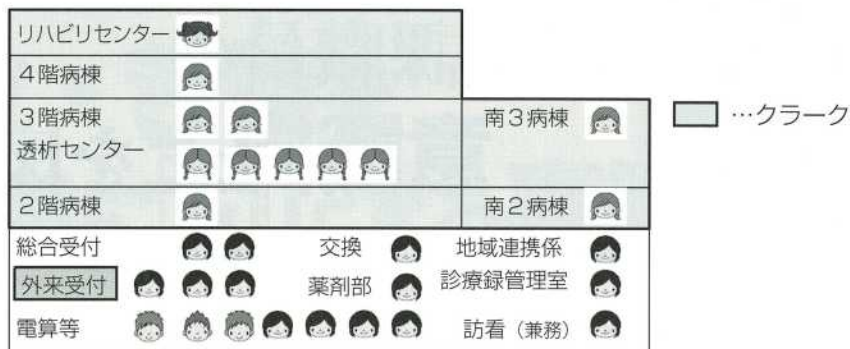 リハビリセンター
4階病棟
3階病棟 南3病棟
…クラーク
透析センター
2階病棟 南2病棟
総合受付 交換 地域連携係
外来受付 薬剤部 診療録管理室
電算等 訪看（兼務）